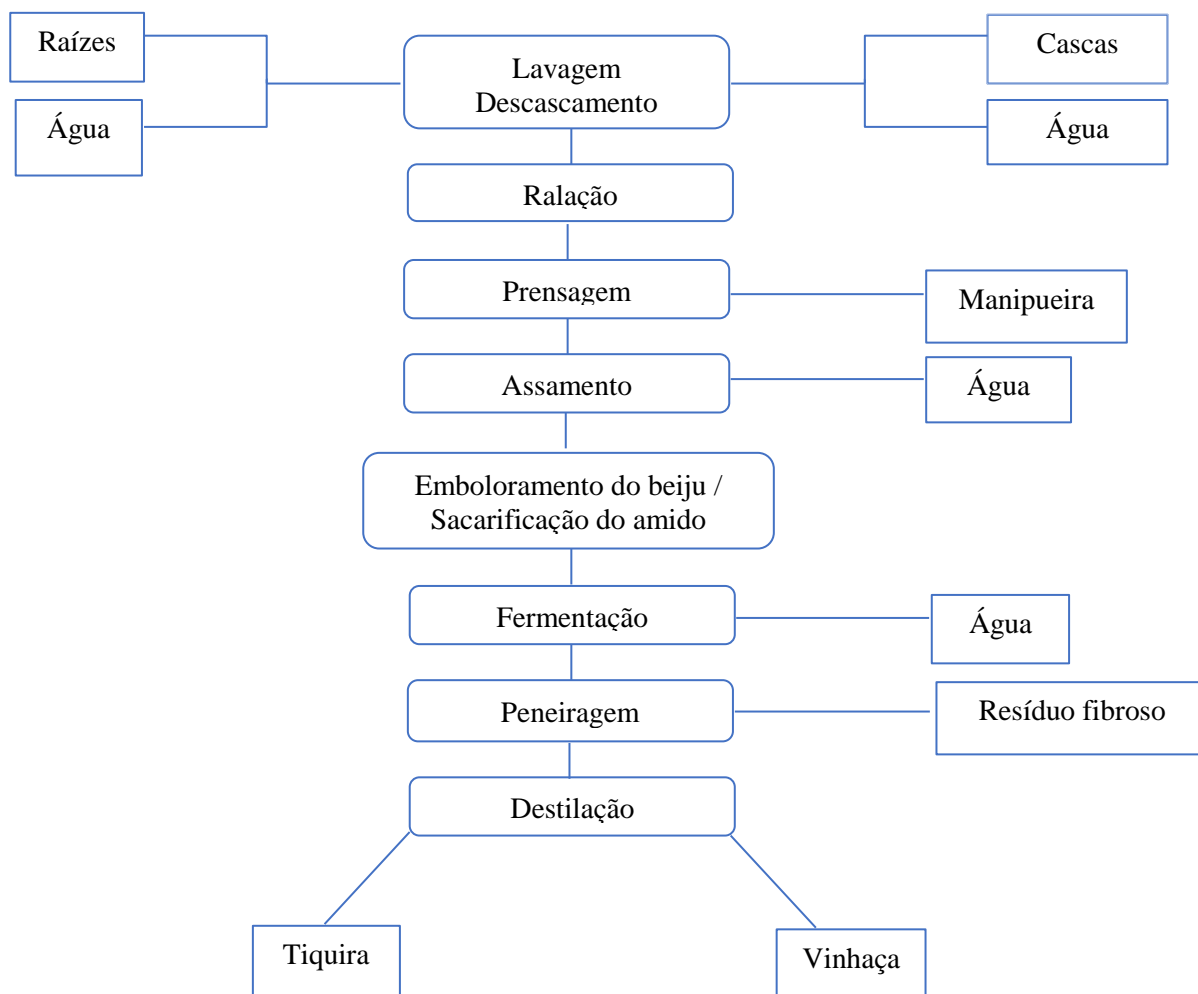 Raízes
Água
Lavagem
Descascamento
Cascas
Água
Ralação
Prensagem
Manipueira
Assamento
Água
Emboloramento do beiju /
Sacarificação do amido
Fermentação
Água
Peneiragem
Resíduo fibroso
Destilação
Tiquira
Vinhaça